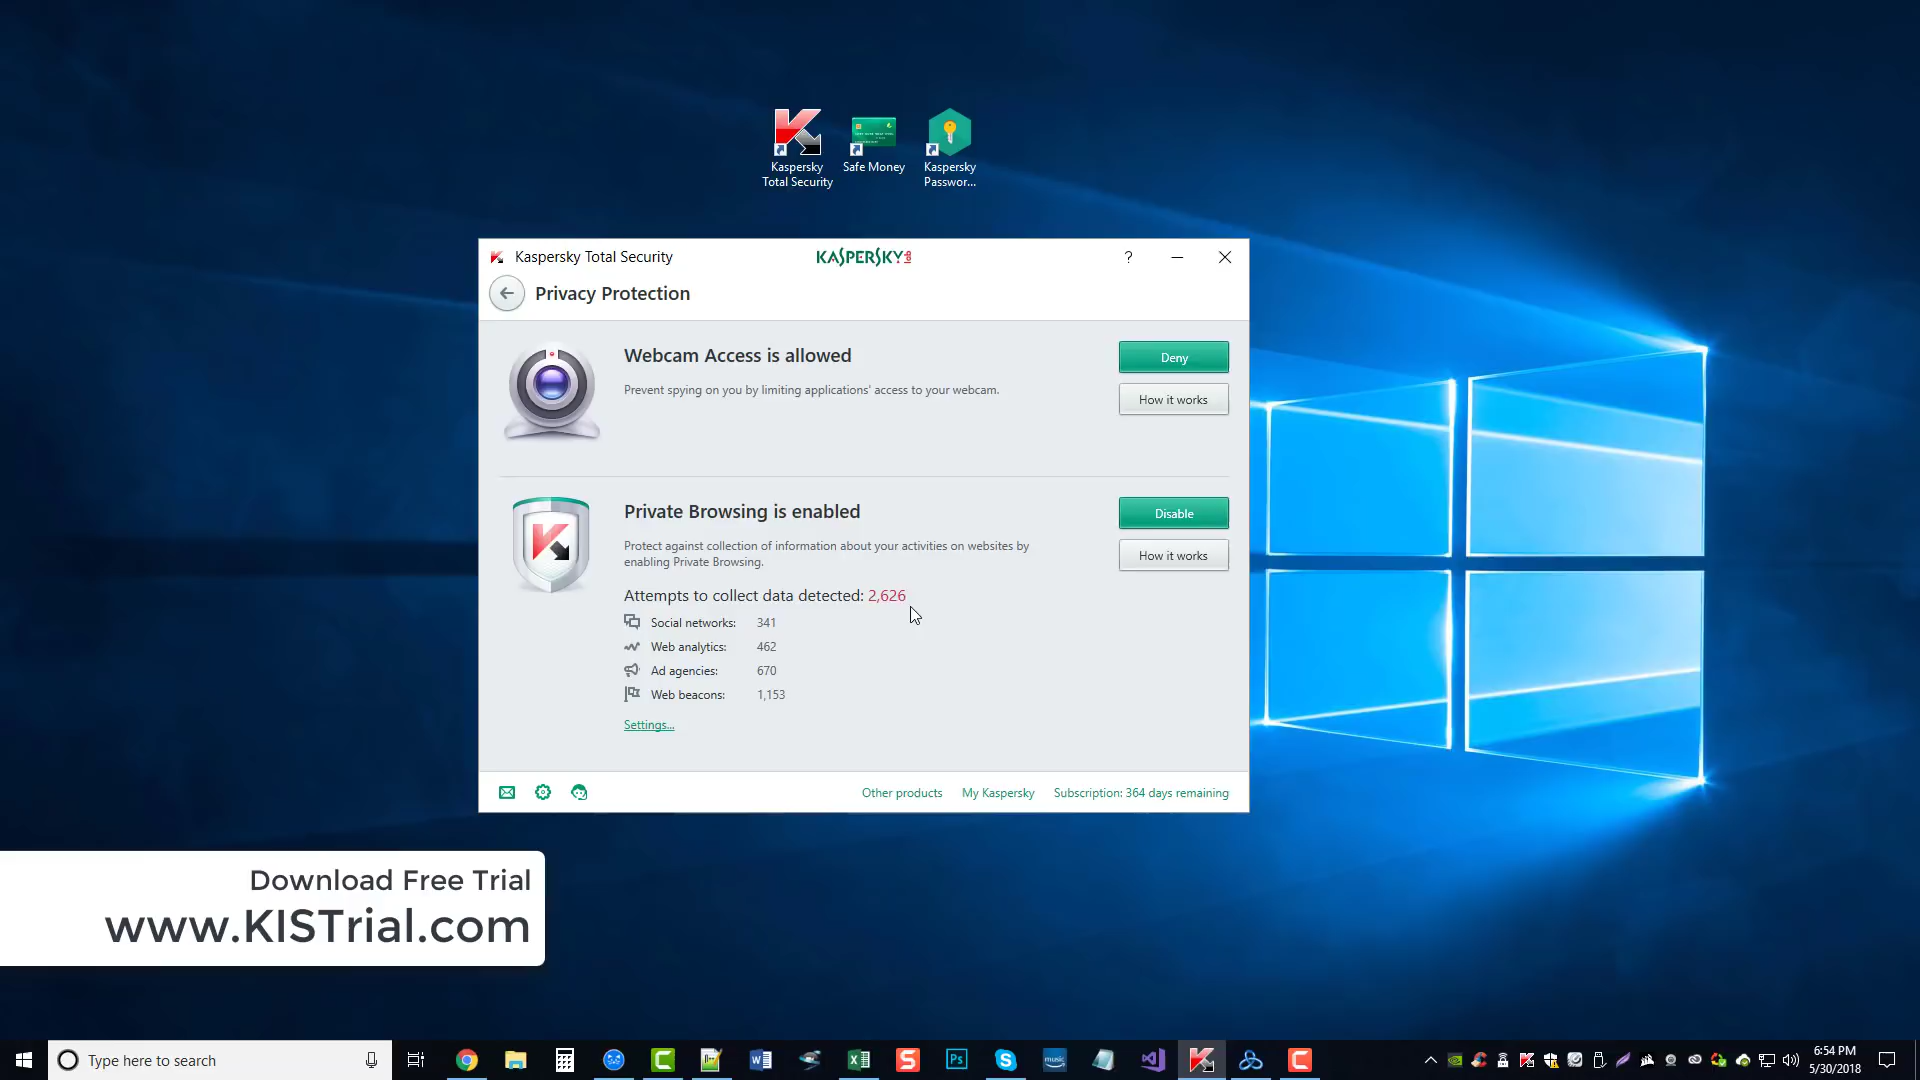 Kaspersky
Total Security
Safe Money
Kaspersky
Passwor...
Kaspersky Total Security
KASPERSKY lab
?
Privacy Protection
Webcam Access is allowed
Deny
Prevent spying on you by limiting applications' access to your webcam.
How it works
Private Browsing is enabled
Disable
Protect against collection of information about your activities on websites by
enabling Private Browsing.
How it works
Attempts to collect data detected: 2,626
Social networks: 341
Web analytics: 462
Ad agencies: 670
Web beacons: 1,153
Settings...
Other products
My Kaspersky
Subscription: 364 days remaining
Download Free Trial
www.KISTrial.com
Type here to search
Ps
music
6:54 PM
5/30/2018